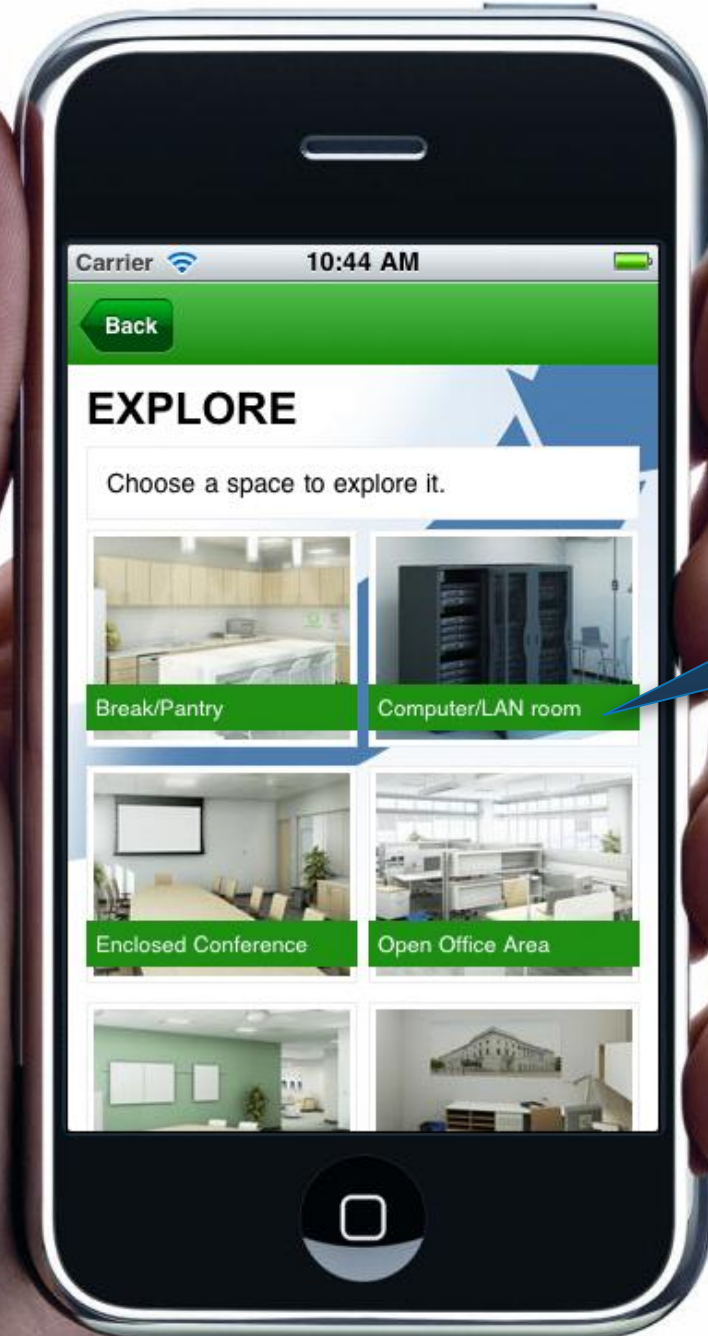 Carrier 10:44 AM
Back
EXPLORE
Choose a space to explore it.
Break/Pantry Computer/LAN room
Enclosed Conference Open Office Area